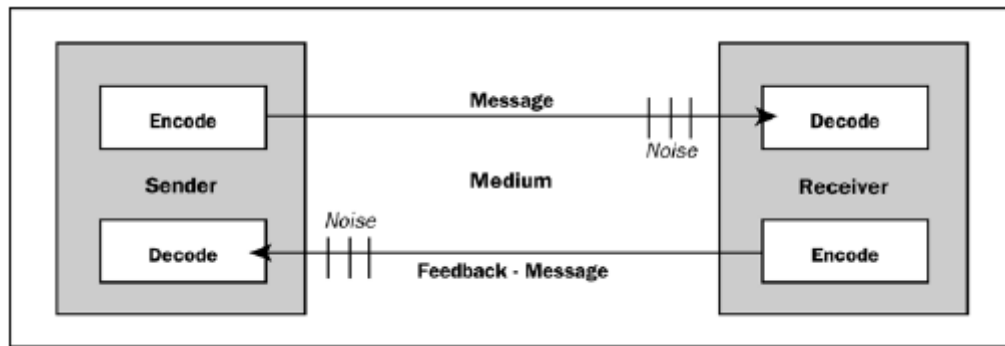 Message
Encode
Decode
Noise
Sender
Medium
Receiver
Noise
Decode
Encode
Feedback - Message